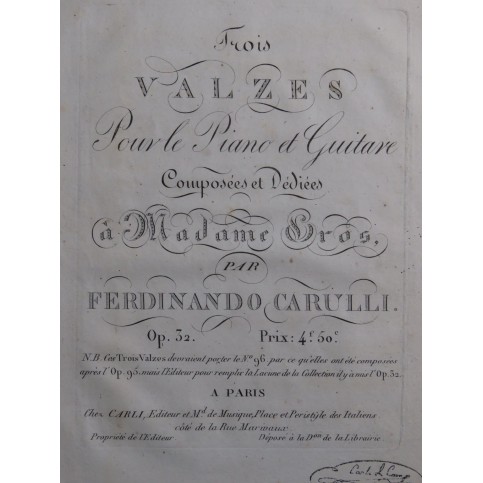 Trois
VALZES
Pour le Piano et Guitare
Composées et Dédiées
à Madame Gros,
PAR
FERDINANDO CARULLI.
Op. 32. Prix: 4f 50c
N.B. Ces Trois Valzes devraient porter le No 96 par ce qu'elles ont été composées
après l'Op. 95. mais l'Editeur pour remplir la Lacune de la Collection il y a mis l'Op. 32.
A PARIS
Chez CARLI, Editeur et Md de Musique, Place et Peristyle des Italiens
côté de la Rue Marivaux.
Propriété de l'Editeur Déposé à la Don de la Librairie.